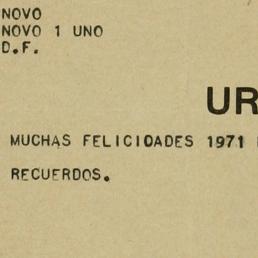 NOVO
NOVO 1 UNO
D.F.
UR
MUCHAS FELICIDADES 1971
RECUERDOS.